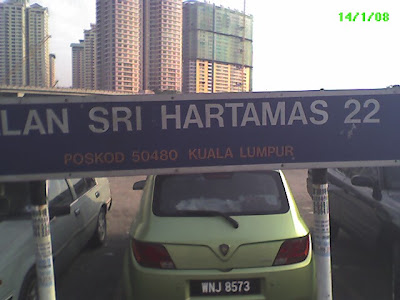 14/1/08
LAN SRI HARTAMAS 22
POSKOD 50480 KUALA LUMPUR
WNJ 8573